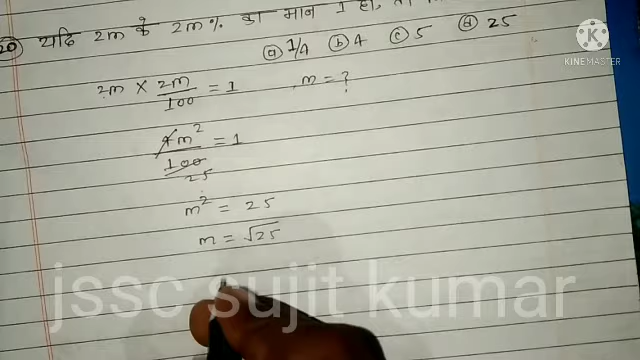 20 यदि 2m के 2m% का मान 1 हो, तो
(a) 1/4 (b) 4 (c) 5 (d) 25
2m × 2m/100 = 1 m = ?
4m²/100 = 1
25
m² = 25
m = √25
KINEMASTER
jssc sujit kumar